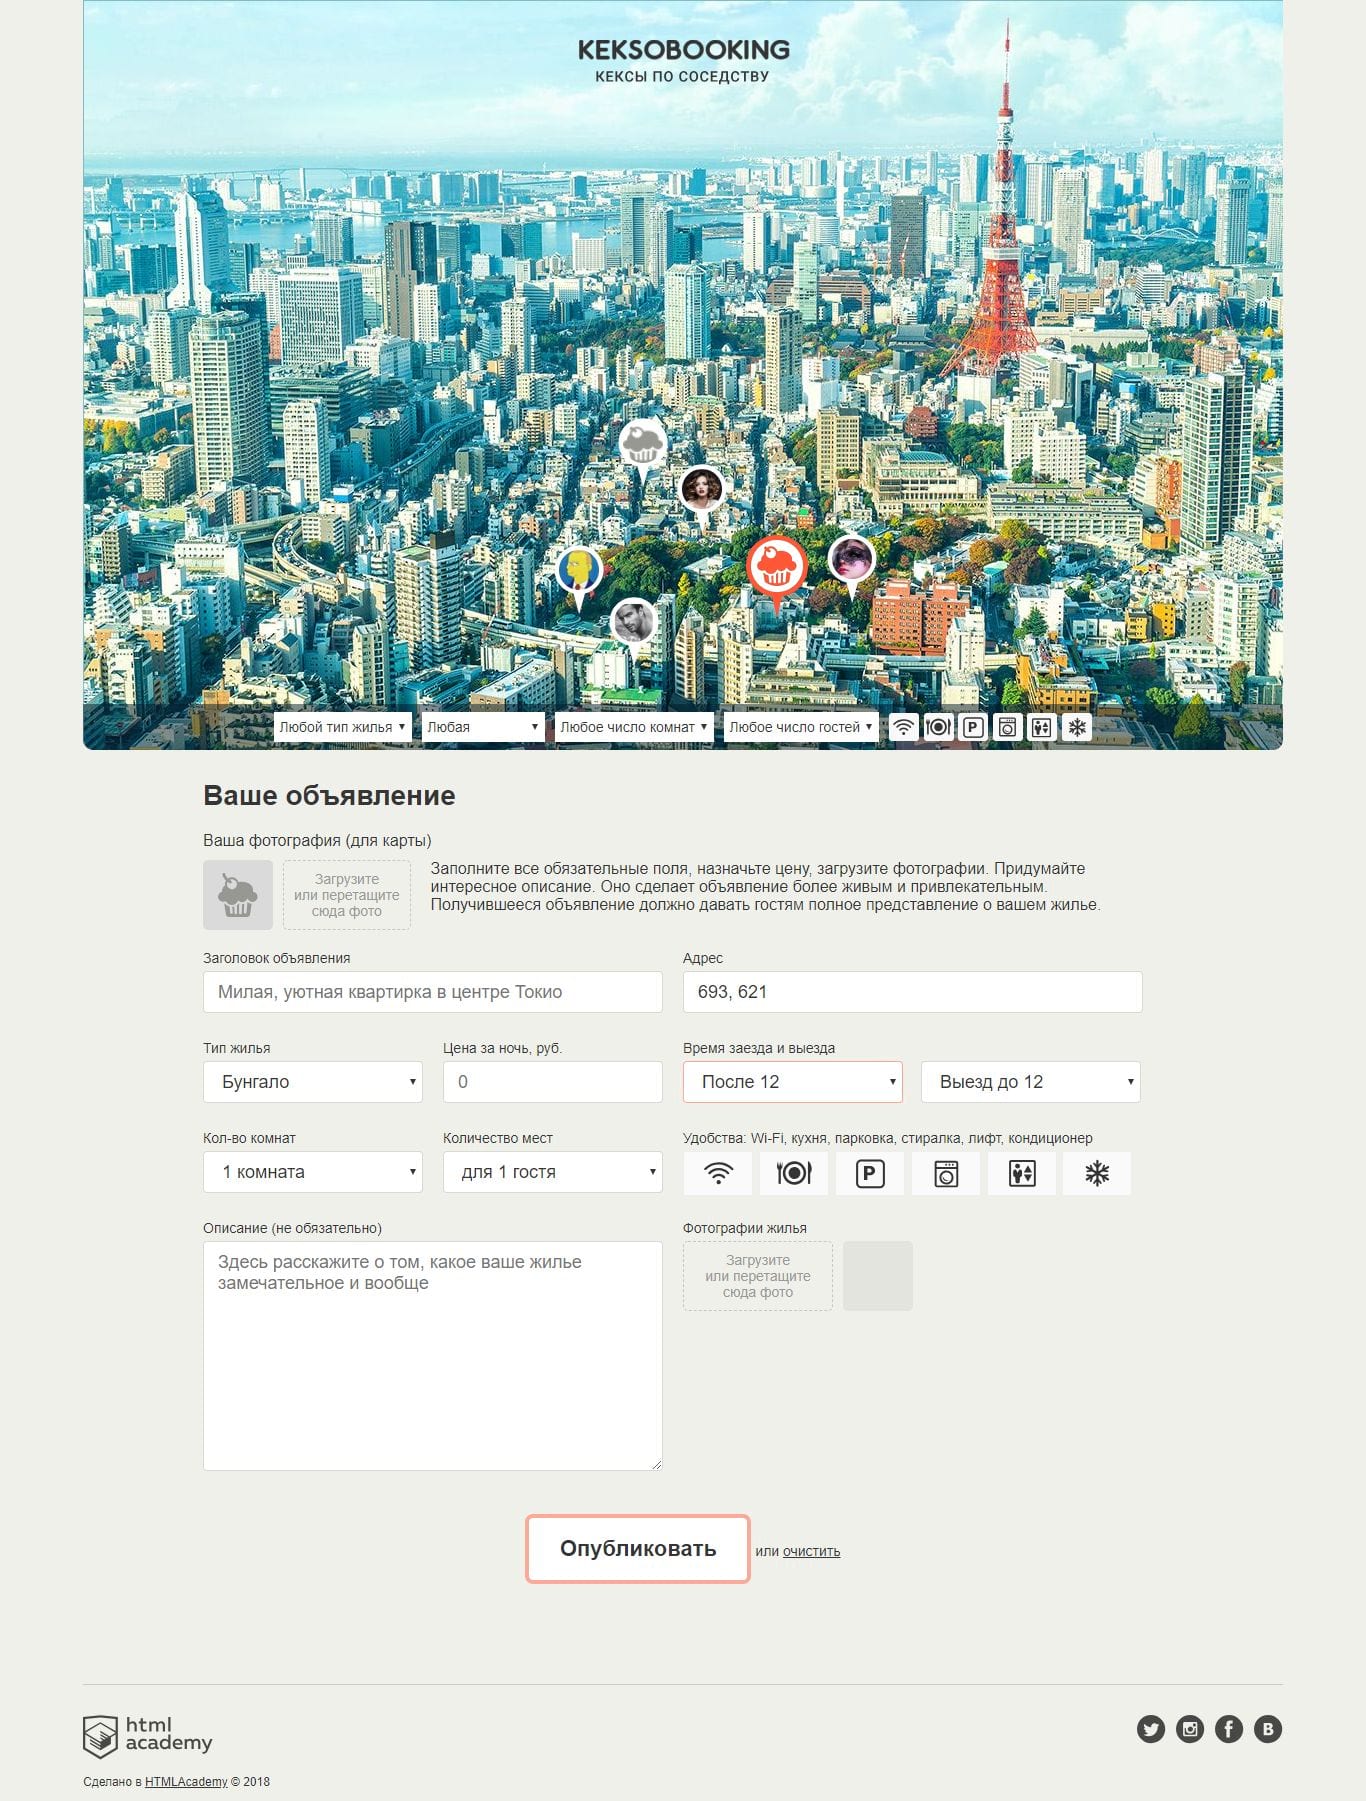 KEKSOBOOKING
КЕКСЫ ПО СОСЕДСТВУ
Любой тип жилья
Любая
Любое число комнат
Любое число гостей
P
Ваше объявление
Ваша фотография (для карты)
Загрузите
или перетащите
сюда фото
Заполните все обязательные поля, назначьте цену, загрузите фотографии. Придумайте
интересное описание. Оно сделает объявление более живым и привлекательным.
Получившееся объявление должно давать гостям полное представление о вашем жилье.
Заголовок объявления
Адрес
Милая, уютная квартирка в центре Токио
693, 621
Тип жилья
Цена за ночь, руб.
Время заезда и выезда
Бунгало
0
После 12
Выезд до 12
Кол-во комнат
Количество мест
Удобства: Wi-Fi, кухня, парковка, стиралка, лифт, кондиционер
1 комната
для 1 гостя
P
Описание (не обязательно)
Фотографии жилья
Здесь расскажите о том, какое ваше жилье
замечательное и вообще
Загрузите
или перетащите
сюда фото
Опубликовать
или очистить
html
academy
Сделано в HTMLAcademy © 2018